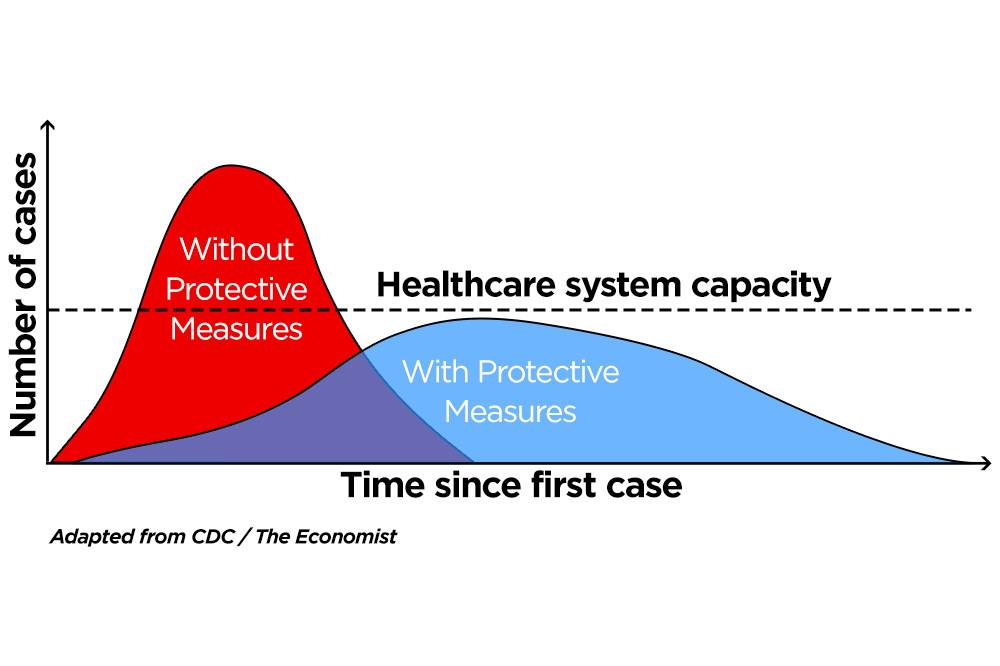 Number of cases
Without
Protective
Measures
Healthcare system capacity
With Protective
Measures
Time since first case
Adapted from CDC / The Economist